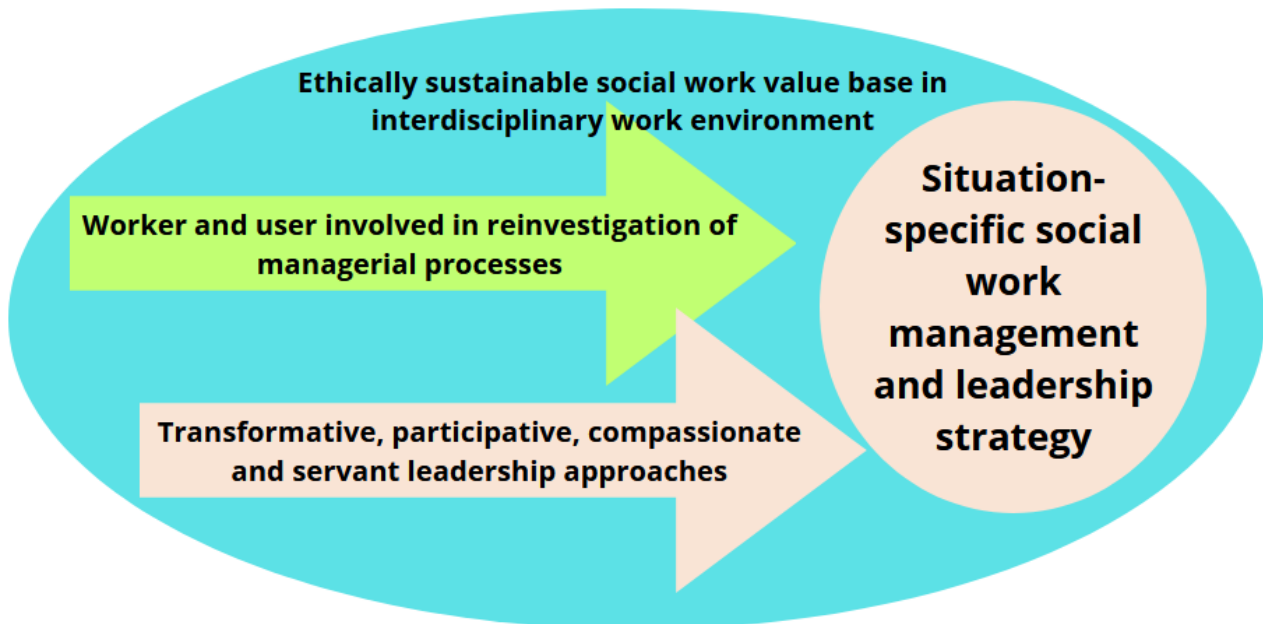 Ethically sustainable social work value base in
interdisciplinary work environment
Worker and user involved in reinvestigation of
managerial processes
Transformative, participative, compassionate
and servant leadership approaches
Situation-
specific social
work
management
and leadership
strategy